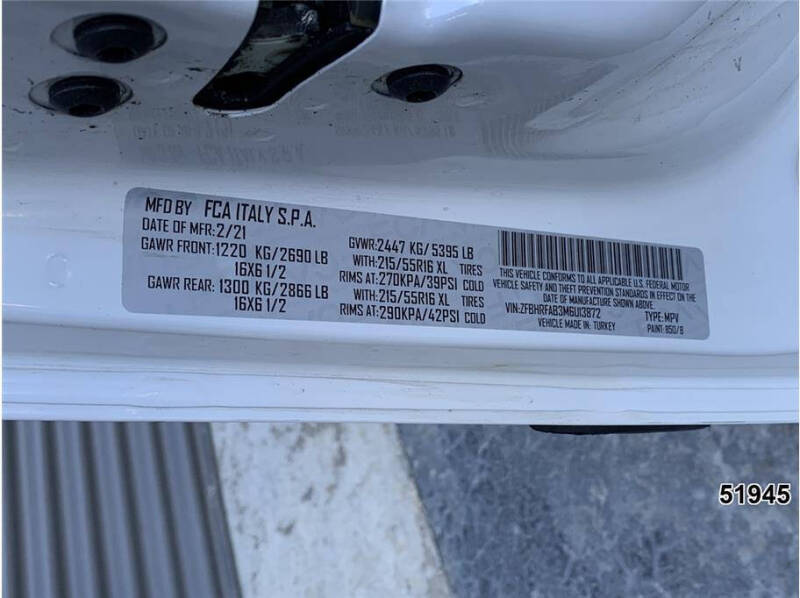 MFD BY FCA ITALY S.P.A.
DATE OF MFR: 2/21
GAWR FRONT: 1220 KG/2690 LB
16X6 1/2
GAWR REAR: 1300 KG/2866 LB
16X6 1/2
GVWR: 2447 KG/5395 LB
WITH: 215/55R16 XL TIRES
RIMS AT: 270KPA/39PSI COLD
WITH: 215/55R16 XL TIRES
RIMS AT: 290KPA/42PSI COLD
THIS VEHICLE CONFORMS TO ALL APPLICABLE U.S. FEDERAL MOTOR
VEHICLE SAFETY AND THEFT PREVENTION STANDARDS IN EFFECT ON THE
DATE OF MANUFACTURE SHOWN ABOVE.
VIN: ZFBHRFAB3M6U13872 TYPE: MPV
VEHICLE MADE IN: TURKEY PAINT: 850/B
51945